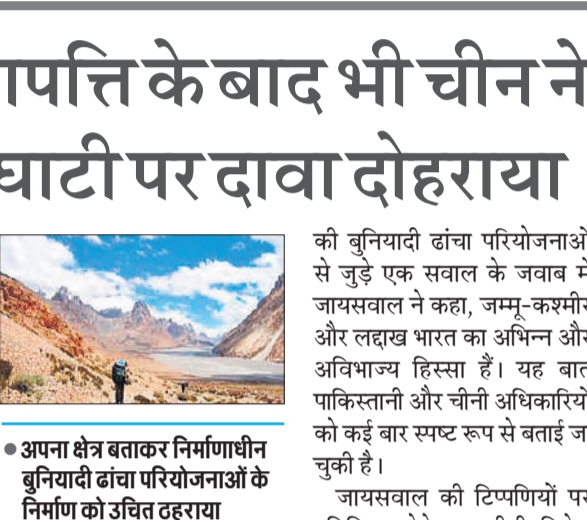 के बाद भी चीन ने
घाटी पर दावा दोहराया
की बुनियादी ढांचा परियोजनाओं
से जुड़े एक सवाल के जवाब में
जायसवाल ने कहा, जम्मू-कश्मीर
और लद्दाख भारत का अभिन्न और
अविभाज्य हिस्सा हैं। यह बात
पाकिस्तानी और चीनी अधिकारियों
को कई बार स्पष्ट रूप से बताई जा
चुकी है।
जायसवाल की टिप्पणियों पर
• अपना क्षेत्र बताकर निर्माणाधीन
बुनियादी ढांचा परियोजनाओं के
निर्माण को उचित ठहराया